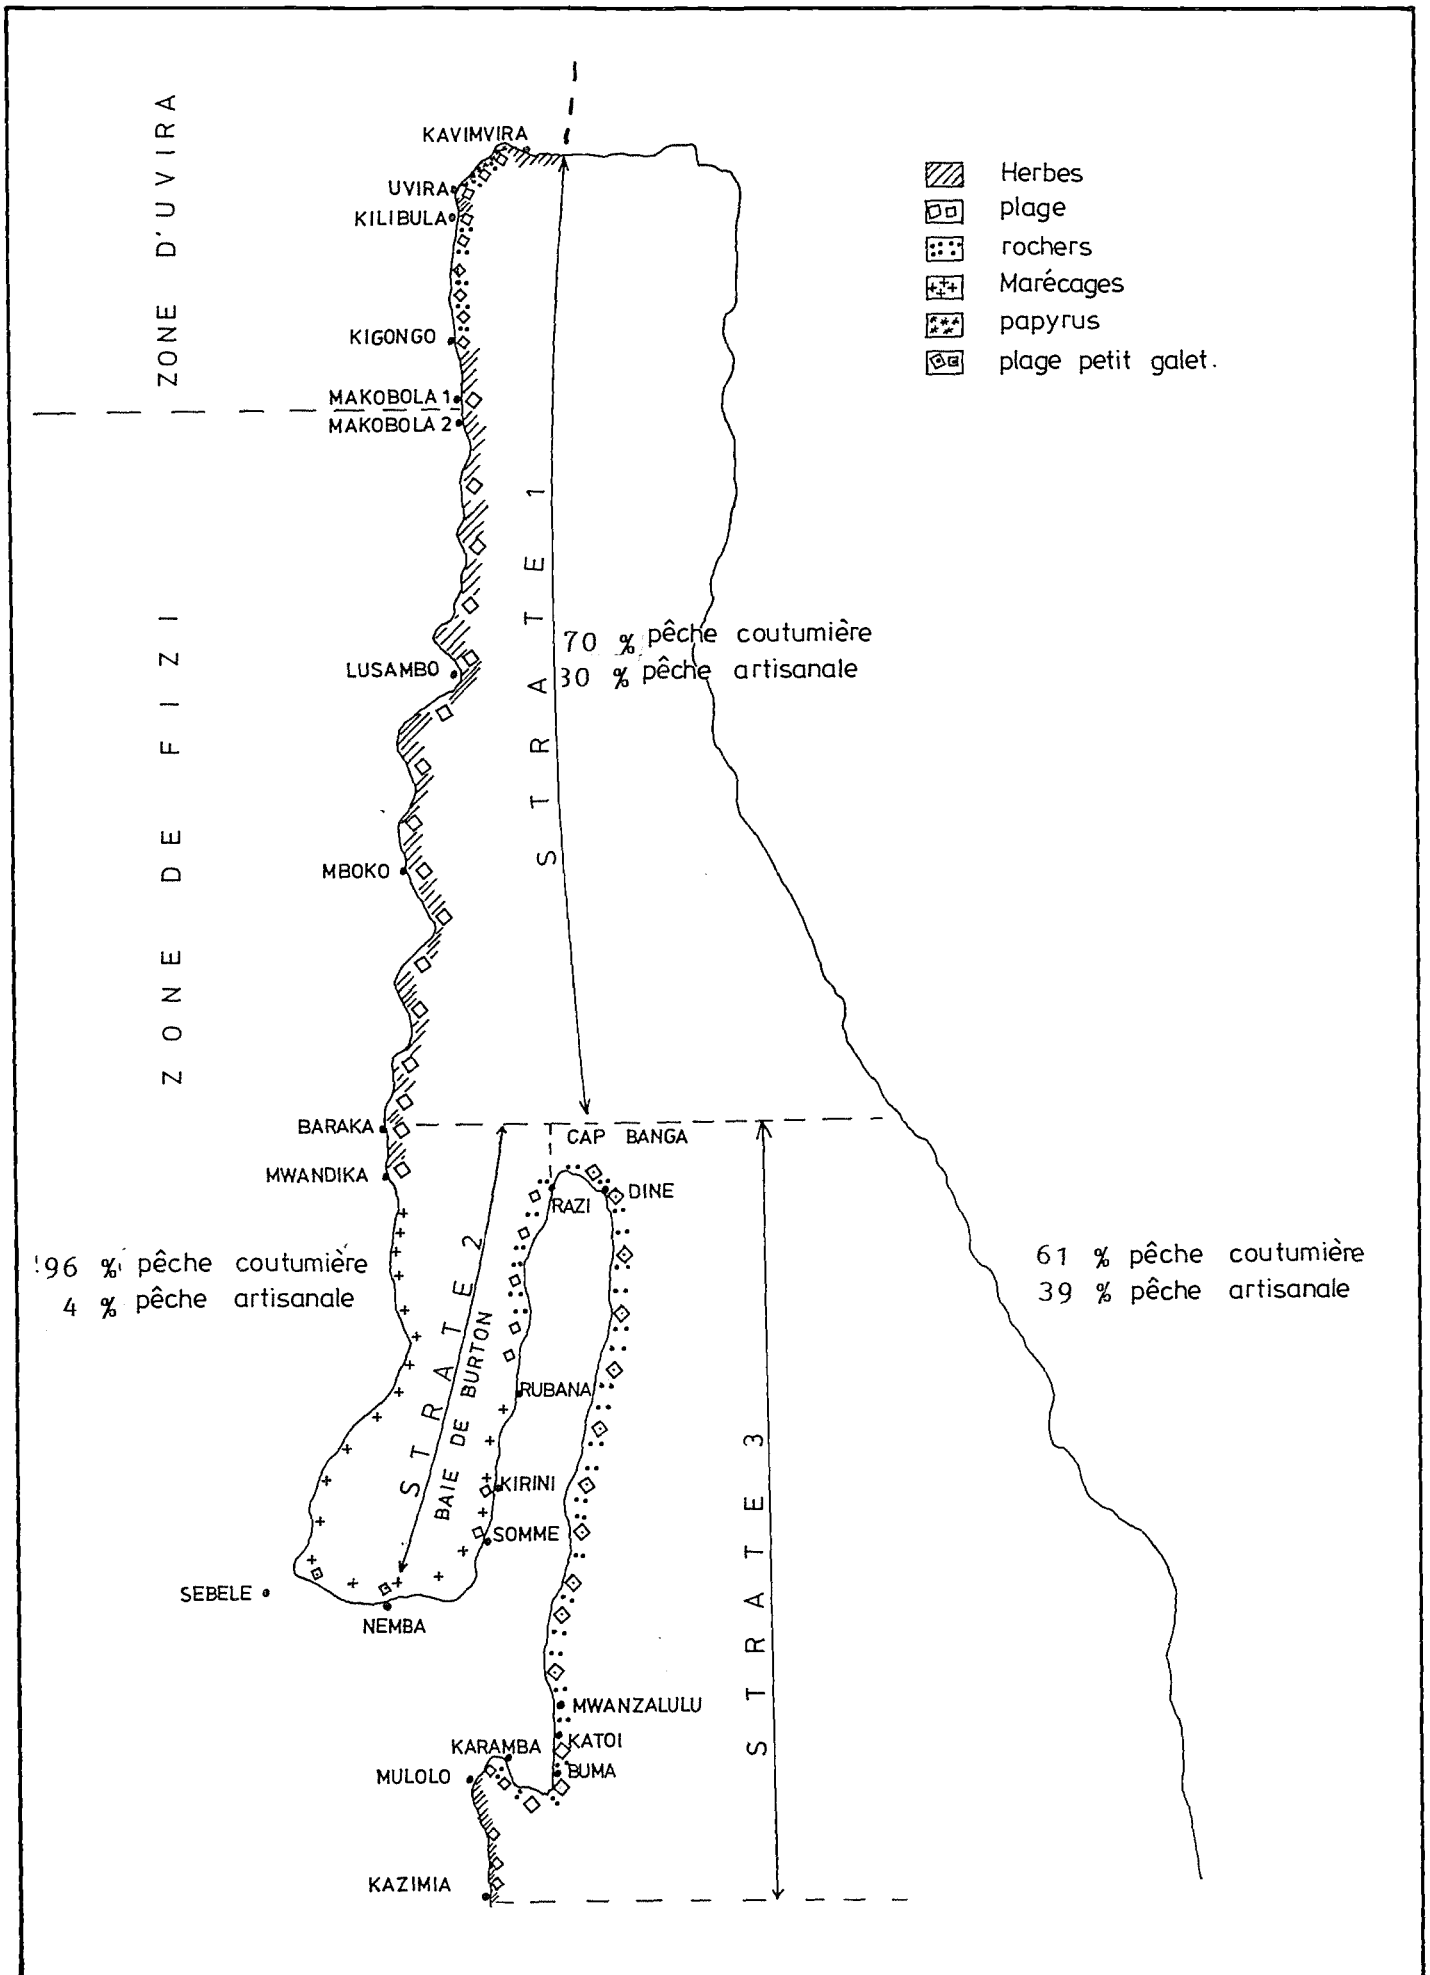 ZONE D'UVIRA
KAVIMVIRA
UVIRA
KILIBULA
KIGONGO
MAKOBOLA 1
MAKOBOLA 2
Herbes
plage
rochers
Marécages
papyrus
plage petit galet.
ZONE DE FIZI
STRATE 1
70 % pêche coutumière
30 % pêche artisanale
LUSAMBO
MBOKO
BARAKA
MWANDIKA
CAP BANGA
RAZI
DINE
96 % pêche coutumière
4 % pêche artisanale
STRATE 2
BAIE DE BURTON
61 % pêche coutumière
39 % pêche artisanale
RUBANA
KIRINI
SOMME
SEBELE
NEMBA
STRATE 3
MWANZALULU
KATOI
KARAMBA
BUMA
MULOLO
KAZIMIA